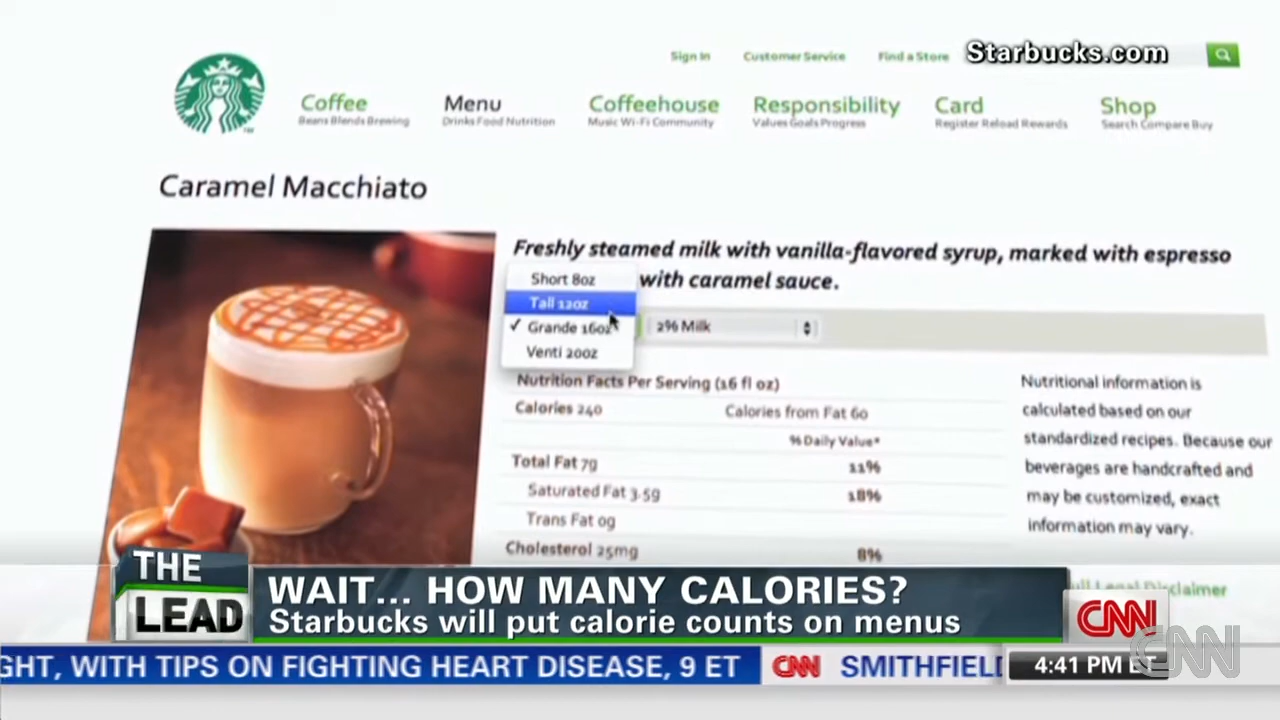 Sign In Customer Service Find a Store Starbucks.com
Coffee Menu Coffeehouse Responsibility Card Shop
Beans Blends Brewing Drinks Food Nutrition Music Wi-Fi Community Values Goals Progress Register Reload Rewards Search Compare Buy
Caramel Macchiato
Freshly steamed milk with vanilla-flavored syrup, marked with espresso
with caramel sauce.
Short 8oz
Tall 12oz
✓ Grande 16oz
Venti 20oz
2% Milk
Nutrition Facts Per Serving (16 fl oz)
Calories 240 Calories from Fat 60
% Daily Value*
Total Fat 7g 11%
Saturated Fat 3.5g 18%
Trans Fat 0g
Cholesterol 25mg 8%
Nutritional information is
calculated based on our
standardized recipes. Because our
beverages are handcrafted and
may be customized, exact
information may vary.
Legal Disclaimer
THE
LEAD
WAIT... HOW MANY CALORIES?
Starbucks will put calorie counts on menus
CNN
GHT, WITH TIPS ON FIGHTING HEART DISEASE, 9 ET CNN SMITHFIELD
4:41 PM ET
CNN